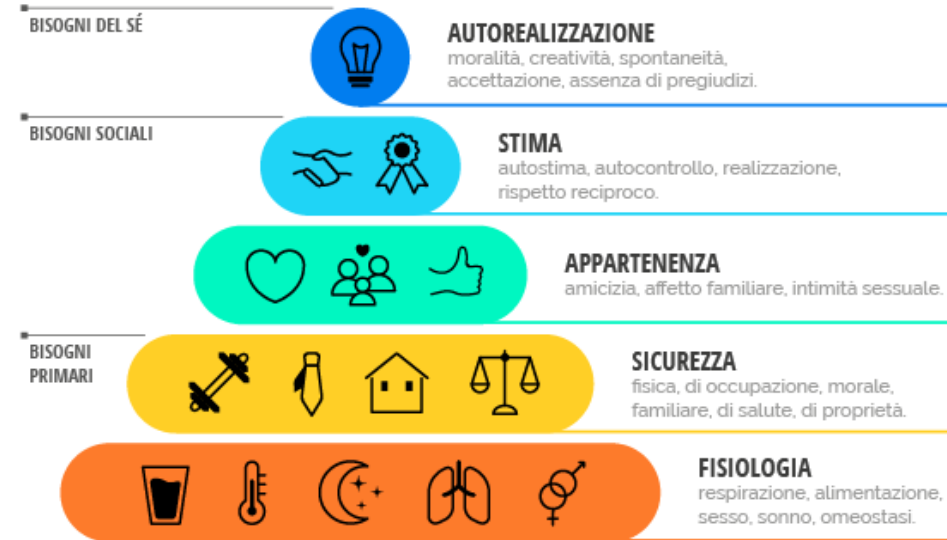 BISOGNI DEL SÉ
AUTOREALIZZAZIONE
moralità, creatività, spontaneità,
accettazione, assenza di pregiudizi.
BISOGNI SOCIALI
STIMA
autostima, autocontrollo, realizzazione,
rispetto reciproco.
APPARTENENZA
amicizia, affetto familiare, intimità sessuale.
BISOGNI
PRIMARI
SICUREZZA
fisica, di occupazione, morale,
familiare, di salute, di proprietà.
FISIOLOGIA
respirazione, alimentazione,
sesso, sonno, omeostasi.